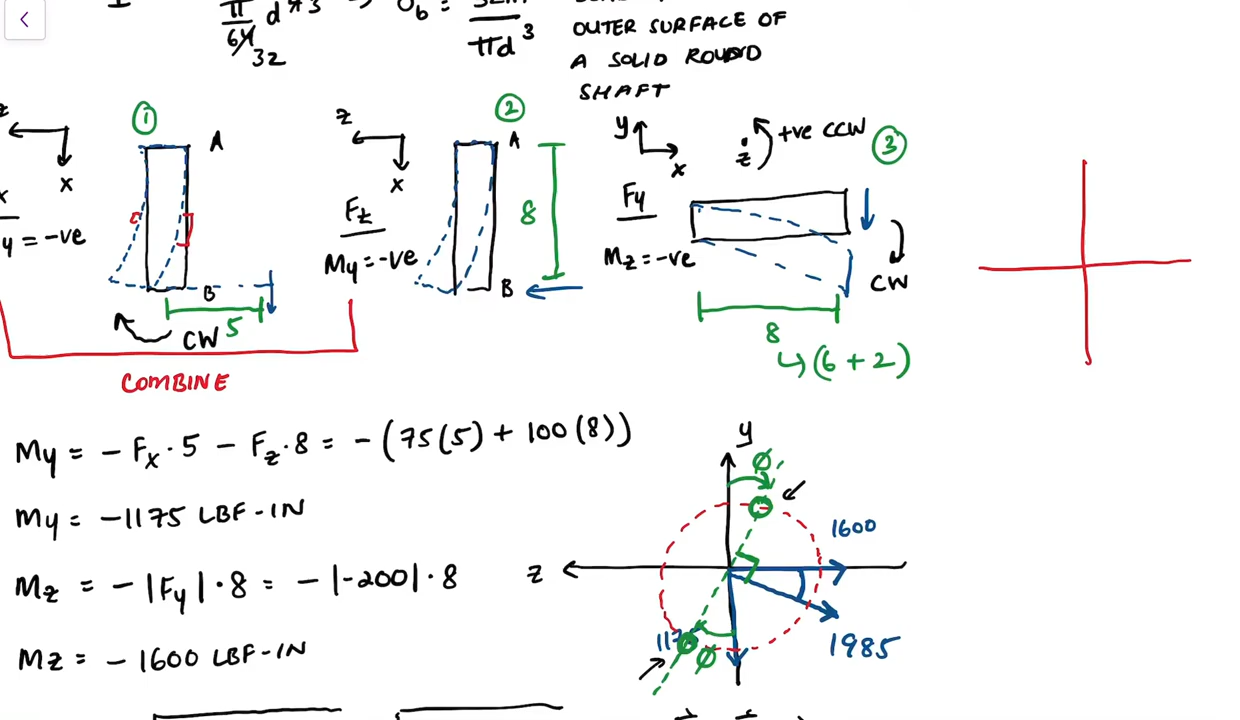 π/64 d
32
σb =
πd³
OUTER SURFACE OF
A SOLID ROUND
SHAFT
z
x
①
A
y = -ve
B
5
CW
COMBINE
z
x
②
A
Fz
My = -ve
8
B
y
x
z
+ve CCW
③
Fy
Mz = -ve
CW
8
↳ (6 + 2)
My = - Fx · 5 - Fz · 8 = - (75(5) + 100(8))
My = -1175 LBF-IN
Mz = - |Fy| · 8 = - |-200| · 8
Mz = - 1600 LBF-IN
y
Ø
1600
z
1985
Ø